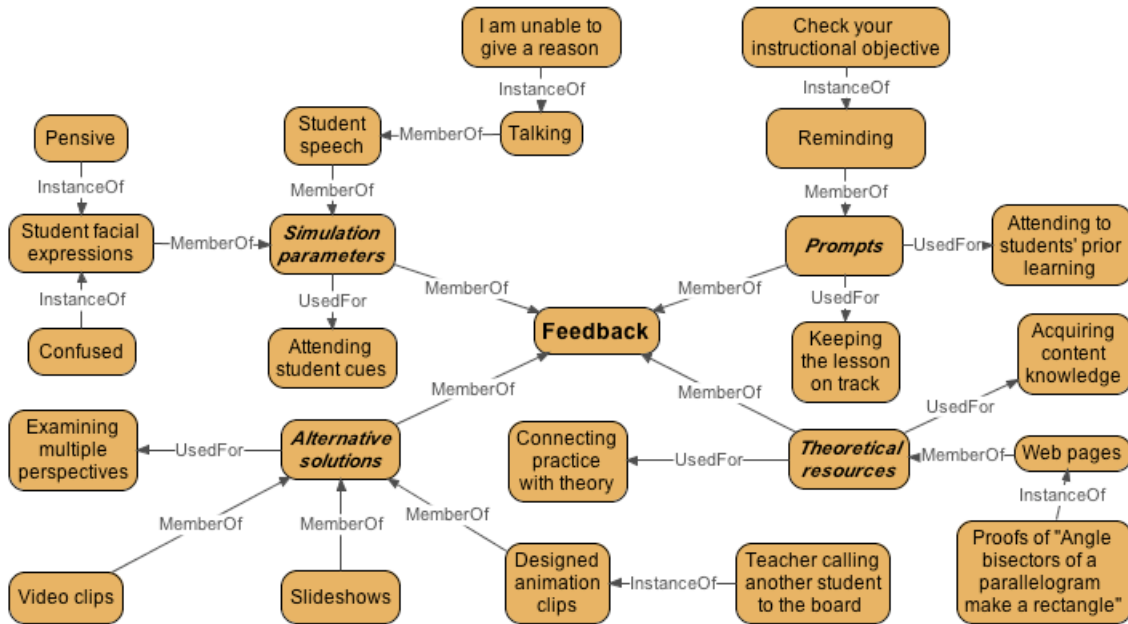 I am unable to
give a reason
Check your
instructional objective
InstanceOf
InstanceOf
Pensive
Student
speech
MemberOf
Talking
Reminding
InstanceOf
MemberOf
MemberOf
Student facial
expressions
MemberOf
Simulation
parameters
Prompts
UsedFor
Attending to
students' prior
learning
InstanceOf
MemberOf
MemberOf
UsedFor
UsedFor
Confused
Attending
student cues
Feedback
Keeping
the lesson
on track
Acquiring
content
knowledge
MemberOf
MemberOf
UsedFor
Examining
multiple
perspectives
UsedFor
Alternative
solutions
Connecting
practice
with theory
UsedFor
Theoretical
resources
MemberOf
Web pages
InstanceOf
MemberOf
MemberOf
MemberOf
Video clips
Slideshows
Designed
animation
clips
InstanceOf
Teacher calling
another student
to the board
Proofs of "Angle
bisectors of a
parallelogram
make a rectangle"